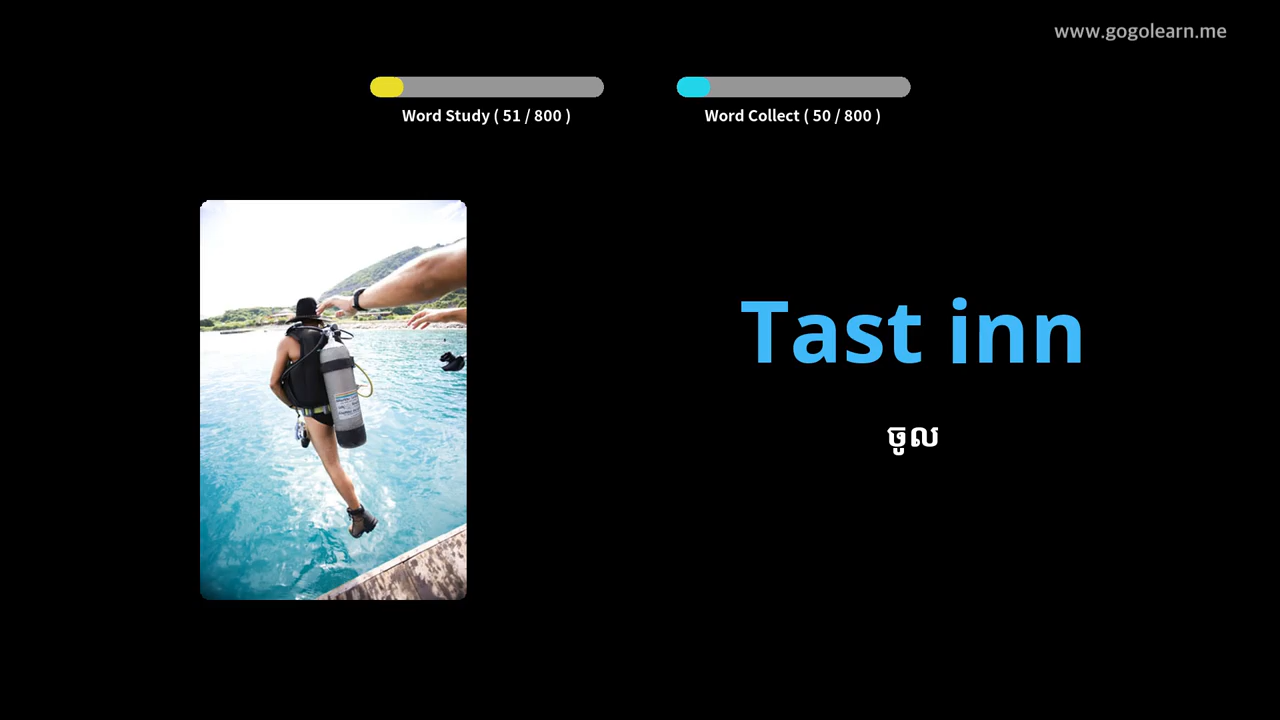 www.gogolearn.me
Word Study ( 51 / 800 )
Word Collect ( 50 / 800 )
Tast inn
ចូល